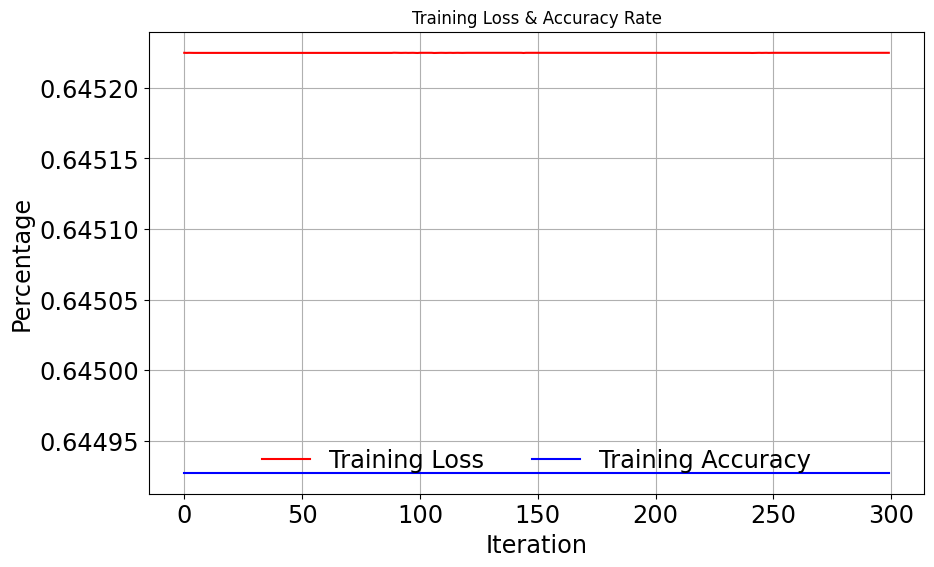 Training Loss & Accuracy Rate
Percentage
0.64520
0.64515
0.64510
0.64505
0.64500
0.64495
Training Loss Training Accuracy
0 50 100 150 200 250 300
Iteration